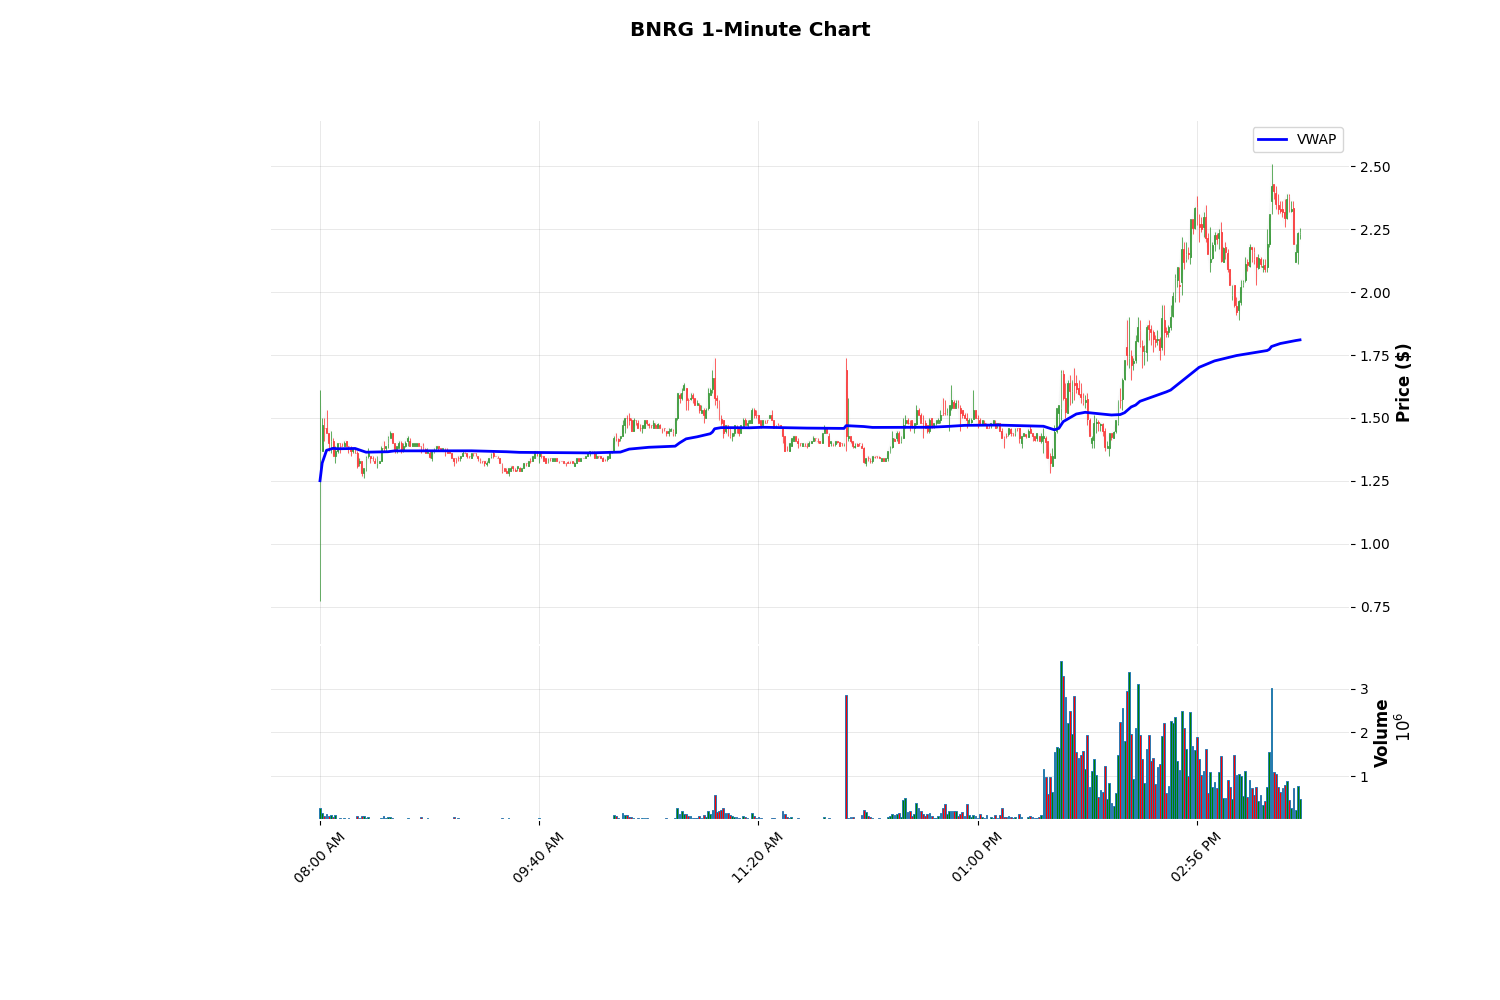 BNRG 1-Minute Chart
VWAP
2.50
2.25
2.00
1.75
1.50
1.25
1.00
0.75
Price ($)
3
2
1
Volume
10^6
08:00 AM
09:40 AM
11:20 AM
01:00 PM
02:56 PM